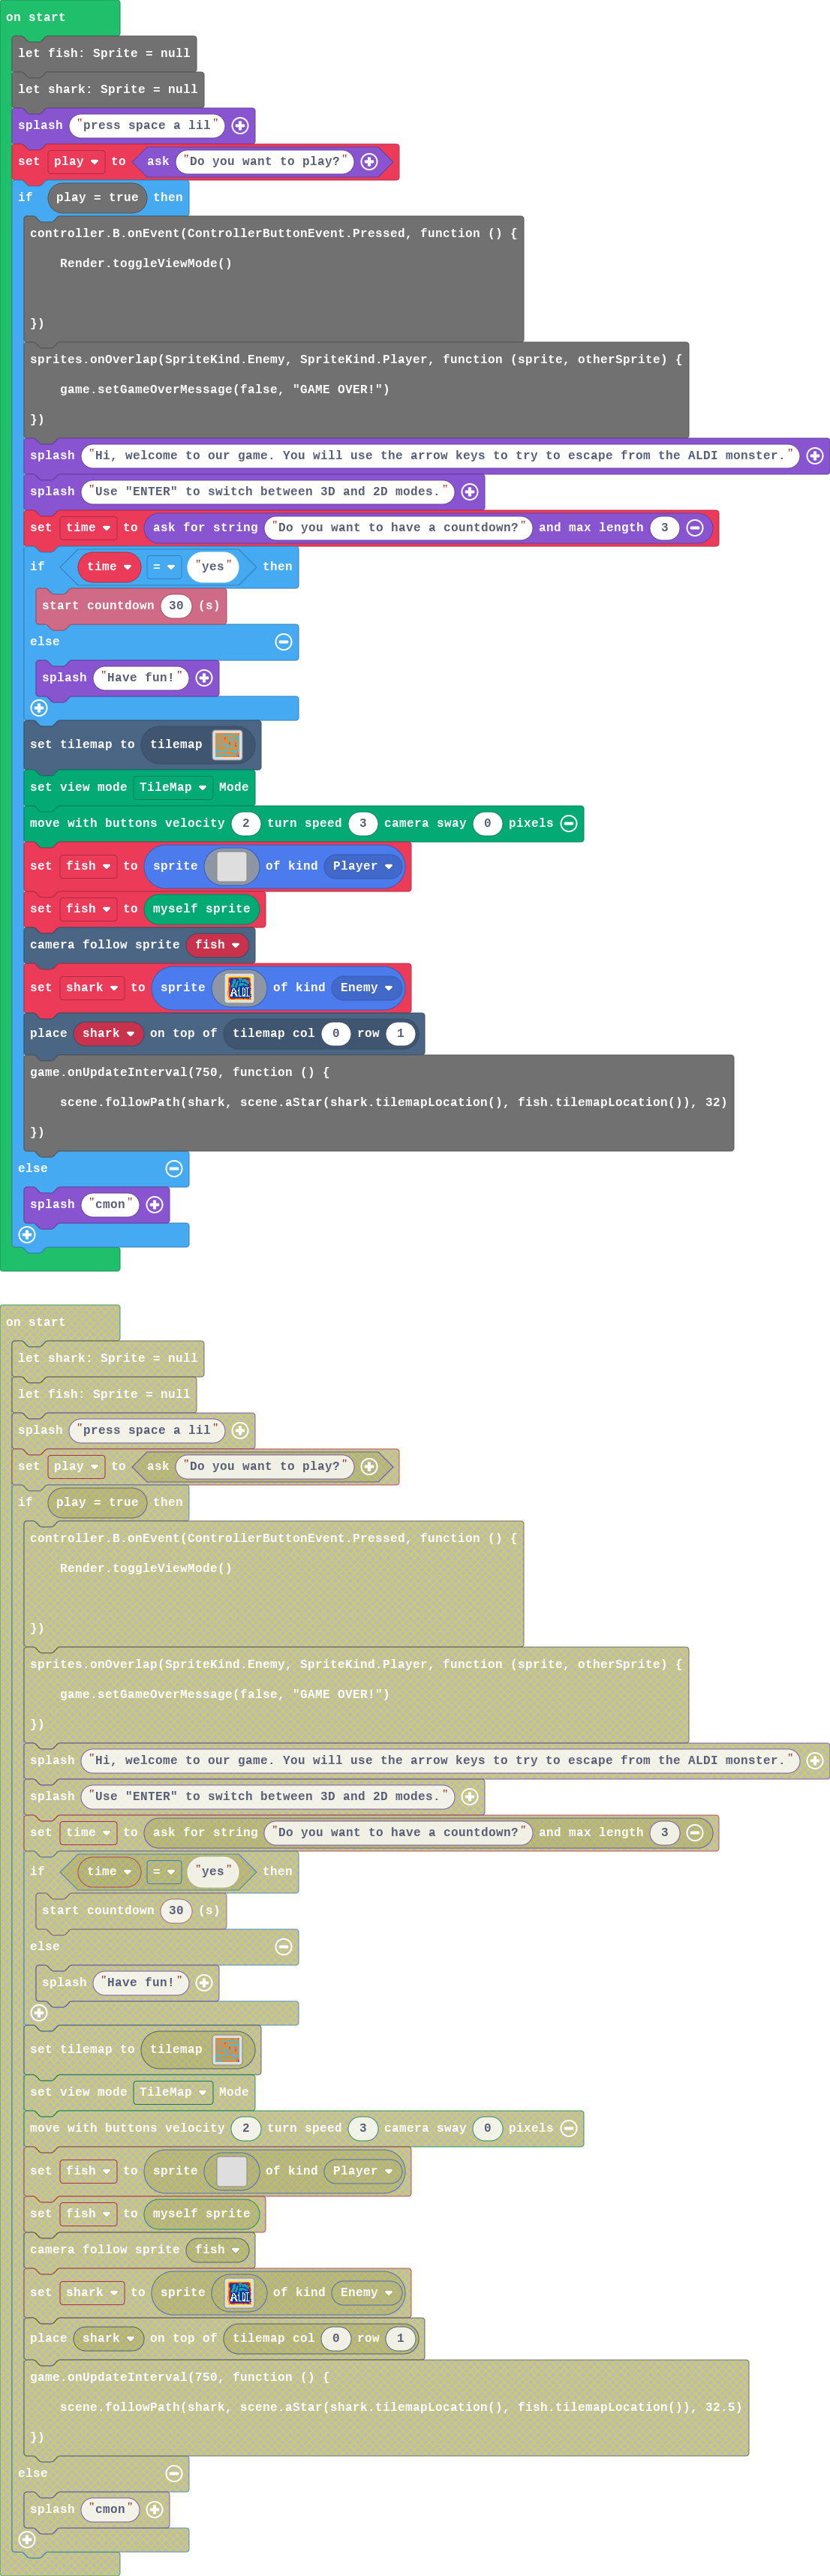 on start
let fish: Sprite = null
let shark: Sprite = null
splash "press space a lil"
set play to ask "Do you want to play?"
if play = true then
controller.B.onEvent(ControllerButtonEvent.Pressed, function () {
Render.toggleViewMode()
})
sprites.onOverlap(SpriteKind.Enemy, SpriteKind.Player, function (sprite, otherSprite) {
game.setGameOverMessage(false, "GAME OVER!")
})
splash "Hi, welcome to our game. You will use the arrow keys to try to escape from the ALDI monster."
splash "Use "ENTER" to switch between 3D and 2D modes."
set time to ask for string "Do you want to have a countdown?" and max length 3
if time = "yes" then
start countdown 30 (s)
else
splash "Have fun!"
set tilemap to tilemap
set view mode TileMap Mode
move with buttons velocity 2 turn speed 3 camera sway 0 pixels
set fish to sprite of kind Player
set fish to myself sprite
camera follow sprite fish
set shark to sprite ALDI of kind Enemy
place shark on top of tilemap col 0 row 1
game.onUpdateInterval(750, function () {
scene.followPath(shark, scene.aStar(shark.tilemapLocation(), fish.tilemapLocation()), 32)
})
else
splash "cmon"
on start
let shark: Sprite = null
let fish: Sprite = null
splash "press space a lil"
set play to ask "Do you want to play?"
if play = true then
controller.B.onEvent(ControllerButtonEvent.Pressed, function () {
Render.toggleViewMode()
})
sprites.onOverlap(SpriteKind.Enemy, SpriteKind.Player, function (sprite, otherSprite) {
game.setGameOverMessage(false, "GAME OVER!")
})
splash "Hi, welcome to our game. You will use the arrow keys to try to escape from the ALDI monster."
splash "Use "ENTER" to switch between 3D and 2D modes."
set time to ask for string "Do you want to have a countdown?" and max length 3
if time = "yes" then
start countdown 30 (s)
else
splash "Have fun!"
set tilemap to tilemap
set view mode TileMap Mode
move with buttons velocity 2 turn speed 3 camera sway 0 pixels
set fish to sprite of kind Player
set fish to myself sprite
camera follow sprite fish
set shark to sprite ALDI of kind Enemy
place shark on top of tilemap col 0 row 1
game.onUpdateInterval(750, function () {
scene.followPath(shark, scene.aStar(shark.tilemapLocation(), fish.tilemapLocation()), 32.5)
})
else
splash "cmon"